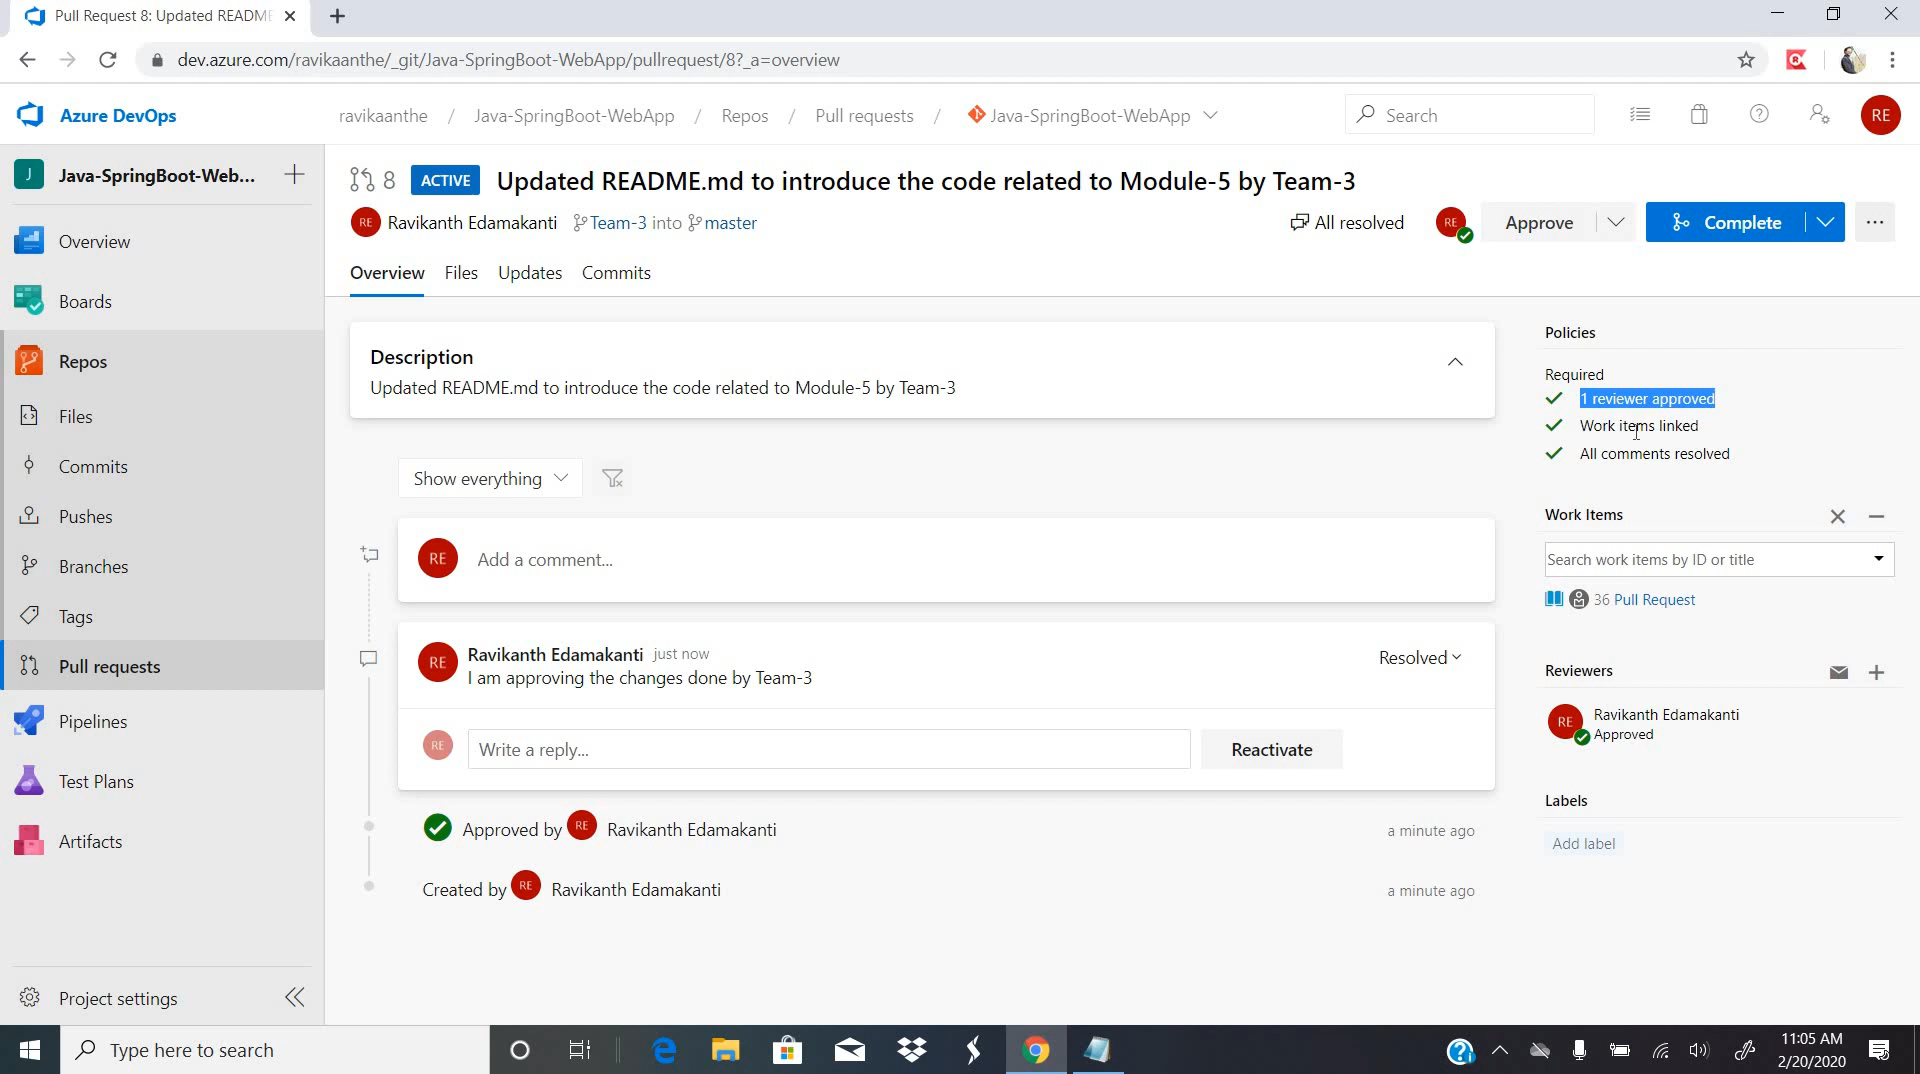 Pull Request 8: Updated README
dev.azure.com/ravikaanthe/_git/Java-SpringBoot-WebApp/pullrequest/8?_a=overview
Azure DevOps
ravikaanthe / Java-SpringBoot-WebApp / Repos / Pull requests / Java-SpringBoot-WebApp
Search
RE
J Java-SpringBoot-Web...
8 ACTIVE Updated README.md to introduce the code related to Module-5 by Team-3
RE Ravikanth Edamakanti Team-3 into master
All resolved RE Approve Complete ...
Overview Files Updates Commits
Overview
Boards
Repos
Files
Commits
Pushes
Branches
Tags
Pull requests
Pipelines
Test Plans
Artifacts
Project settings
Description
Updated README.md to introduce the code related to Module-5 by Team-3
Show everything
RE Add a comment...
RE Ravikanth Edamakanti just now Resolved
I am approving the changes done by Team-3
RE Write a reply... Reactivate
Approved by RE Ravikanth Edamakanti a minute ago
Created by RE Ravikanth Edamakanti a minute ago
Policies
Required
1 reviewer approved
Work items linked
All comments resolved
Work Items
Search work items by ID or title
36 Pull Request
Reviewers
RE Ravikanth Edamakanti
Approved
Labels
Add label
Type here to search
11:05 AM
2/20/2020